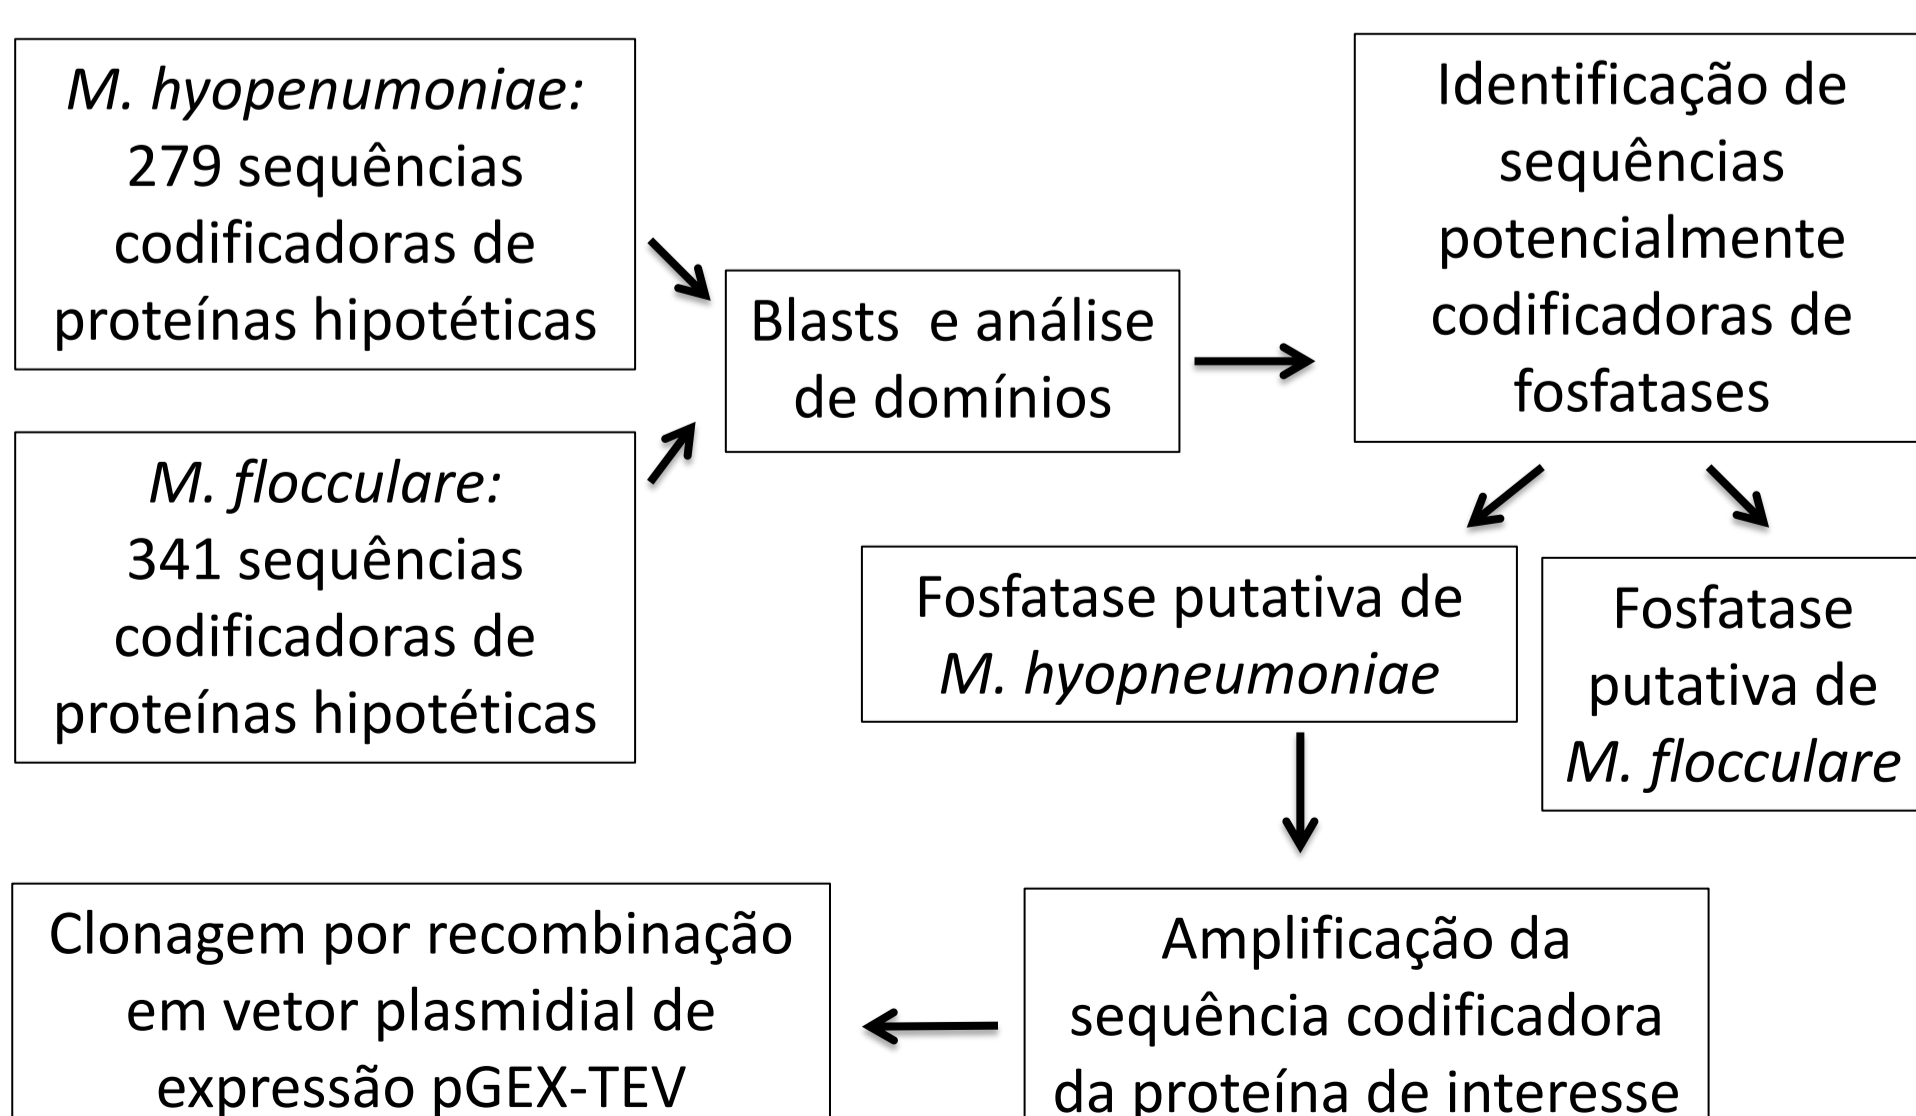 M. hyopenumoniae:
279 sequências
codificadoras de
proteínas hipotéticas
M. flocculare:
341 sequências
codificadoras de
proteínas hipotéticas
Blasts e análise
de domínios
Identificação de
sequências
potencialmente
codificadoras de
fosfatases
Fosfatase putativa de
M. hyopneumoniae
Fosfatase
putativa de
M. flocculare
Amplificação da
sequência codificadora
da proteína de interesse
Clonagem por recombinação
em vetor plasmidial de
expressão pGEX-TEV